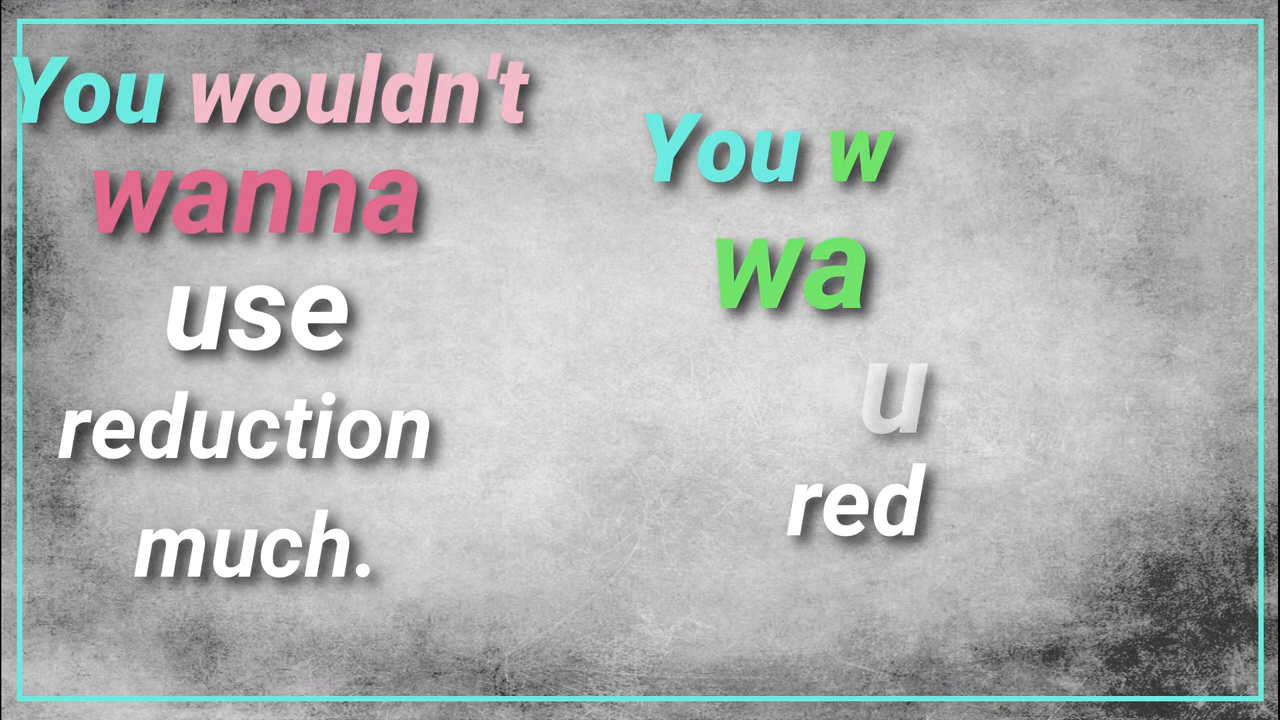 You wouldn't
wanna
use
reduction
much.
You w
wa
u
red